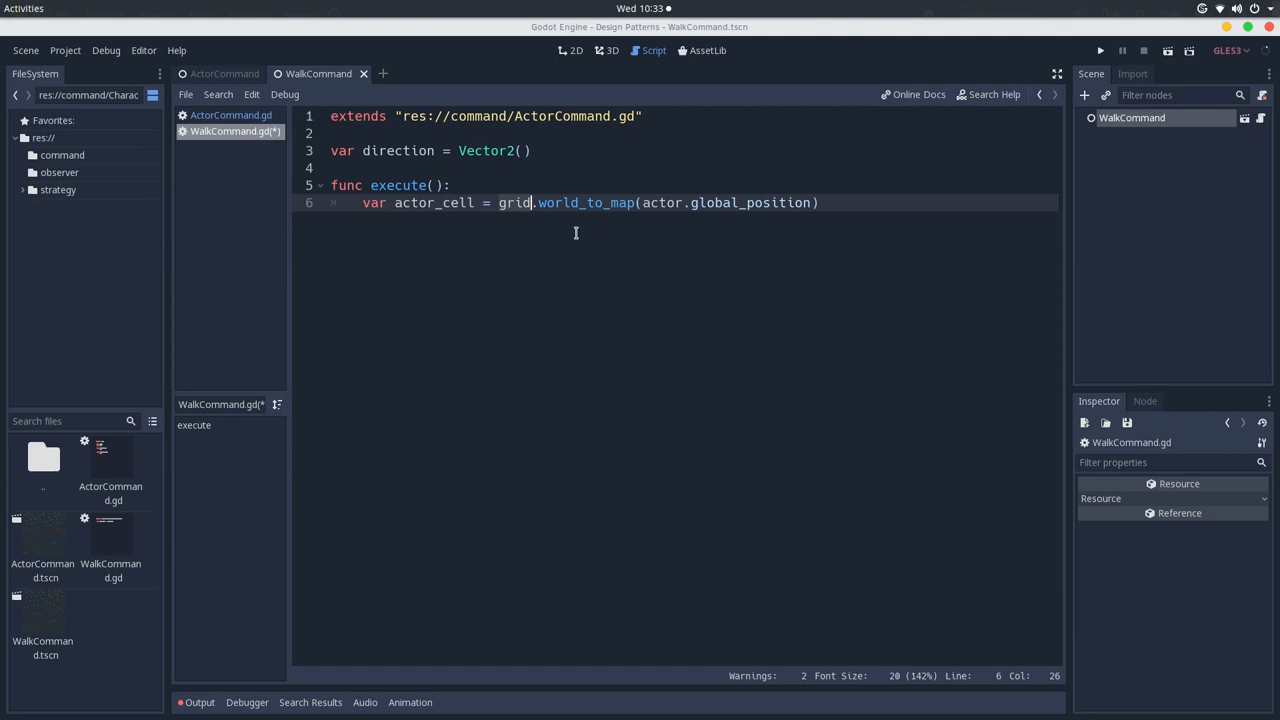 Activities
Wed 10:33
Godot Engine - Design Patterns - WalkCommand.tscn
Scene Project Debug Editor Help
2D 3D Script AssetLib
GLES3
FileSystem
ActorCommand WalkCommand
Scene Import
res://command/Charac
File Search Edit Debug
Online Docs Search Help
Filter nodes
Favorites:
res://
command
observer
strategy
ActorCommand.gd
WalkCommand.gd(*)
1 extends "res://command/ActorCommand.gd"
2
3 var direction = Vector2()
4
5 func execute():
6 var actor_cell = grid.world_to_map(actor.global_position)
WalkCommand
WalkCommand.gd(*
execute
Search files
..
ActorComman
d.gd
ActorComman
d.tscn
WalkComman
d.gd
WalkComman
d.tscn
Inspector Node
WalkCommand.gd
Filter properties
Resource
Resource
Reference
Warnings: 2 Font Size: 20 (142%) Line: 6 Col: 26
Output Debugger Search Results Audio Animation